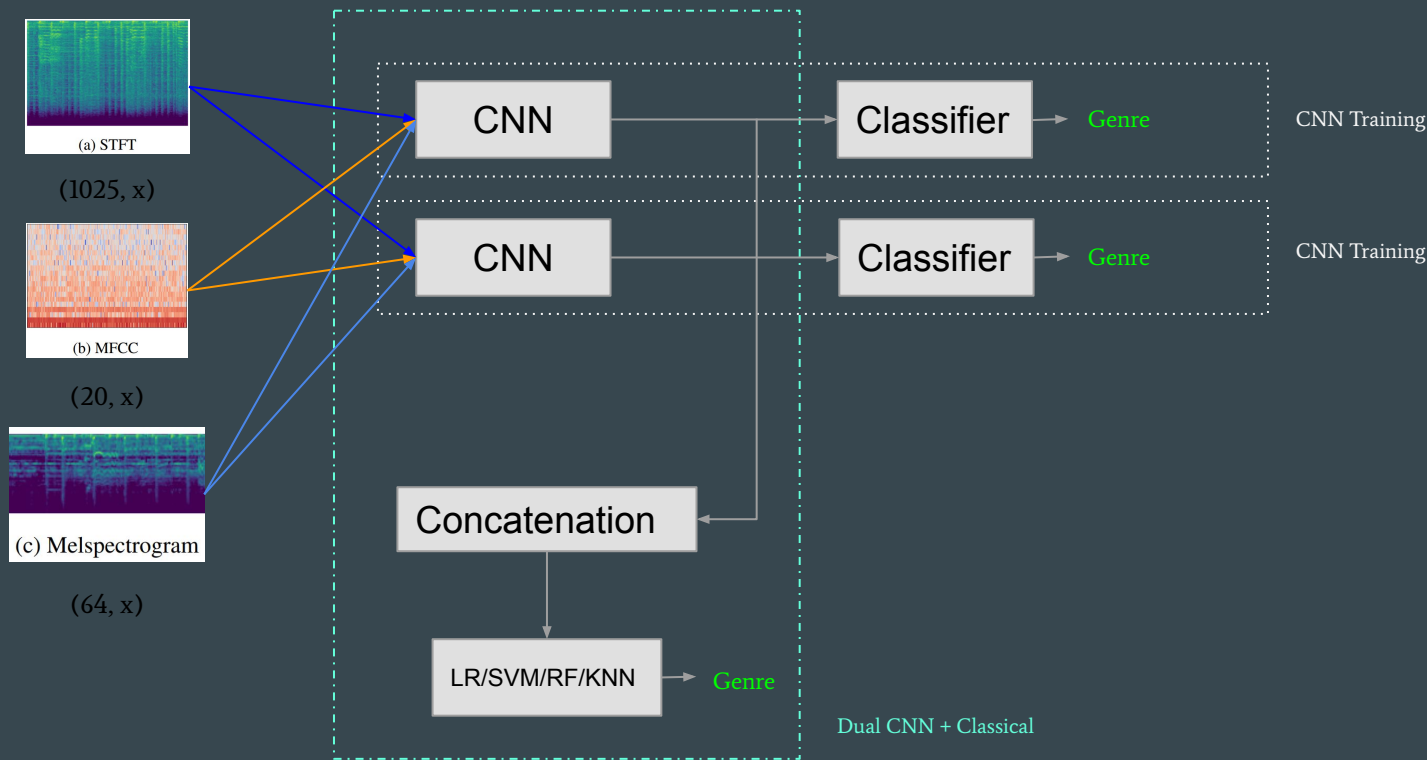 (a) STFT
(1025, x)
(b) MFCC
(20, x)
(c) Melspectrogram
(64, x)
CNN
Classifier
Genre
CNN Training
CNN
Classifier
Genre
CNN Training
Concatenation
LR/SVM/RF/KNN
Genre
Dual CNN + Classical